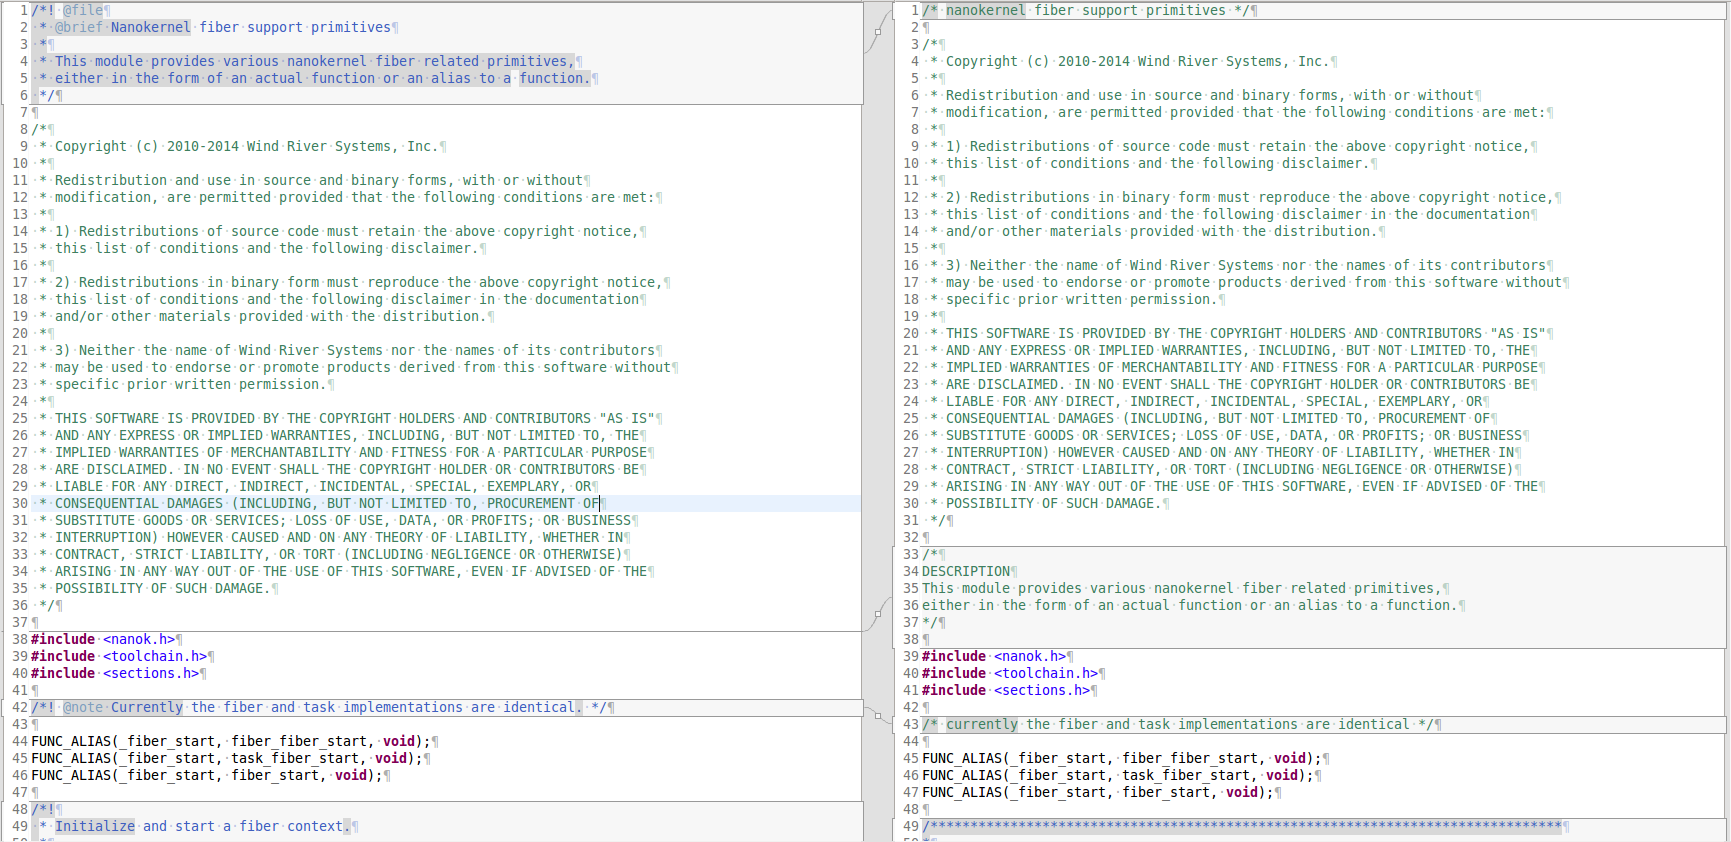 1 /*! @file¶
2  * @brief Nanokernel fiber support primitives¶
3  *¶
4  * This module provides various nanokernel fiber related primitives,¶
5  * either in the form of an actual function or an alias to a function.¶
6  */¶
7 ¶
8 /*¶
9  * Copyright (c) 2010-2014 Wind River Systems, Inc.¶
10  *¶
11  * Redistribution and use in source and binary forms, with or without¶
12  * modification, are permitted provided that the following conditions are met:¶
13  *¶
14  * 1) Redistributions of source code must retain the above copyright notice,¶
15  * this list of conditions and the following disclaimer.¶
16  *¶
17  * 2) Redistributions in binary form must reproduce the above copyright notice,¶
18  * this list of conditions and the following disclaimer in the documentation¶
19  * and/or other materials provided with the distribution.¶
20  *¶
21  * 3) Neither the name of Wind River Systems nor the names of its contributors¶
22  * may be used to endorse or promote products derived from this software without¶
23  * specific prior written permission.¶
24  *¶
25  * THIS SOFTWARE IS PROVIDED BY THE COPYRIGHT HOLDERS AND CONTRIBUTORS "AS IS"¶
26  * AND ANY EXPRESS OR IMPLIED WARRANTIES, INCLUDING, BUT NOT LIMITED TO, THE¶
27  * IMPLIED WARRANTIES OF MERCHANTABILITY AND FITNESS FOR A PARTICULAR PURPOSE¶
28  * ARE DISCLAIMED. IN NO EVENT SHALL THE COPYRIGHT HOLDER OR CONTRIBUTORS BE¶
29  * LIABLE FOR ANY DIRECT, INDIRECT, INCIDENTAL, SPECIAL, EXEMPLARY, OR¶
30  * CONSEQUENTIAL DAMAGES (INCLUDING, BUT NOT LIMITED TO, PROCUREMENT OF¶
31  * SUBSTITUTE GOODS OR SERVICES; LOSS OF USE, DATA, OR PROFITS; OR BUSINESS¶
32  * INTERRUPTION) HOWEVER CAUSED AND ON ANY THEORY OF LIABILITY, WHETHER IN¶
33  * CONTRACT, STRICT LIABILITY, OR TORT (INCLUDING NEGLIGENCE OR OTHERWISE)¶
34  * ARISING IN ANY WAY OUT OF THE USE OF THIS SOFTWARE, EVEN IF ADVISED OF THE¶
35  * POSSIBILITY OF SUCH DAMAGE.¶
36  */¶
37 ¶
38 #include <nanok.h>¶
39 #include <toolchain.h>¶
40 #include <sections.h>¶
41 ¶
42 /*! @note Currently the fiber and task implementations are identical. */¶
43 ¶
44 FUNC_ALIAS(_fiber_start, fiber_fiber_start, void);¶
45 FUNC_ALIAS(_fiber_start, task_fiber_start, void);¶
46 FUNC_ALIAS(_fiber_start, fiber_start, void);¶
47 ¶
48 /*!¶
49  * Initialize and start a fiber context.¶
1 /* nanokernel fiber support primitives */¶
2 ¶
3 /*¶
4  * Copyright (c) 2010-2014 Wind River Systems, Inc.¶
5  *¶
6  * Redistribution and use in source and binary forms, with or without¶
7  * modification, are permitted provided that the following conditions are met:¶
8  *¶
9  * 1) Redistributions of source code must retain the above copyright notice,¶
10  * this list of conditions and the following disclaimer.¶
11  *¶
12  * 2) Redistributions in binary form must reproduce the above copyright notice,¶
13  * this list of conditions and the following disclaimer in the documentation¶
14  * and/or other materials provided with the distribution.¶
15  *¶
16  * 3) Neither the name of Wind River Systems nor the names of its contributors¶
17  * may be used to endorse or promote products derived from this software without¶
18  * specific prior written permission.¶
19  *¶
20  * THIS SOFTWARE IS PROVIDED BY THE COPYRIGHT HOLDERS AND CONTRIBUTORS "AS IS"¶
21  * AND ANY EXPRESS OR IMPLIED WARRANTIES, INCLUDING, BUT NOT LIMITED TO, THE¶
22  * IMPLIED WARRANTIES OF MERCHANTABILITY AND FITNESS FOR A PARTICULAR PURPOSE¶
23  * ARE DISCLAIMED. IN NO EVENT SHALL THE COPYRIGHT HOLDER OR CONTRIBUTORS BE¶
24  * LIABLE FOR ANY DIRECT, INDIRECT, INCIDENTAL, SPECIAL, EXEMPLARY, OR¶
25  * CONSEQUENTIAL DAMAGES (INCLUDING, BUT NOT LIMITED TO, PROCUREMENT OF¶
26  * SUBSTITUTE GOODS OR SERVICES; LOSS OF USE, DATA, OR PROFITS; OR BUSINESS¶
27  * INTERRUPTION) HOWEVER CAUSED AND ON ANY THEORY OF LIABILITY, WHETHER IN¶
28  * CONTRACT, STRICT LIABILITY, OR TORT (INCLUDING NEGLIGENCE OR OTHERWISE)¶
29  * ARISING IN ANY WAY OUT OF THE USE OF THIS SOFTWARE, EVEN IF ADVISED OF THE¶
30  * POSSIBILITY OF SUCH DAMAGE.¶
31  */¶
32 ¶
33 /*¶
34 DESCRIPTION¶
35 This module provides various nanokernel fiber related primitives,¶
36 either in the form of an actual function or an alias to a function.¶
37 */¶
38 ¶
39 #include <nanok.h>¶
40 #include <toolchain.h>¶
41 #include <sections.h>¶
42 ¶
43 /* currently the fiber and task implementations are identical */¶
44 ¶
45 FUNC_ALIAS(_fiber_start, fiber_fiber_start, void);¶
46 FUNC_ALIAS(_fiber_start, task_fiber_start, void);¶
47 FUNC_ALIAS(_fiber_start, fiber_start, void);¶
48 ¶
49 /*******************************************************************************¶